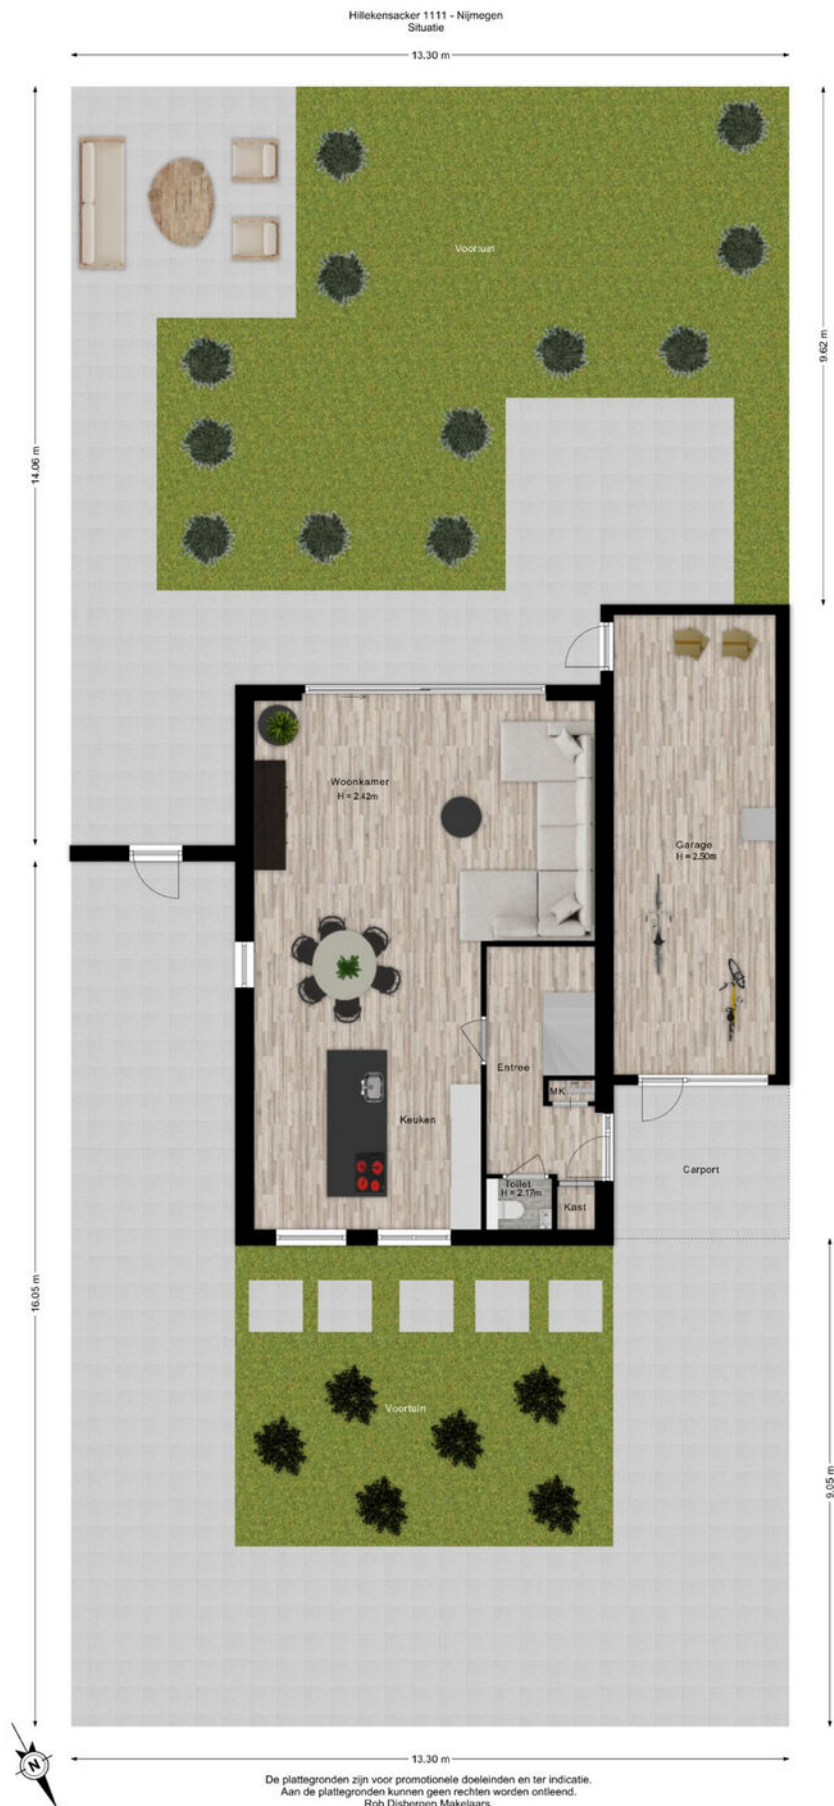 Hillekensacker 1111 - Nijmegen
Situatie
13.30 m
Voortuin
9.62 m
14.06 m
Woonkamer
H = 2.42m
Garage
H = 2.50m
Entree
MK
Keuken
Carport
Toilet
H = 2.17m
Kast
16.05 m
Voortuin
9.05 m
N
13.30 m
De plattegronden zijn voor promotionele doeleinden en ter indicatie.
Aan de plattegronden kunnen geen rechten worden ontleend.
Rob Disbergen Makelaars